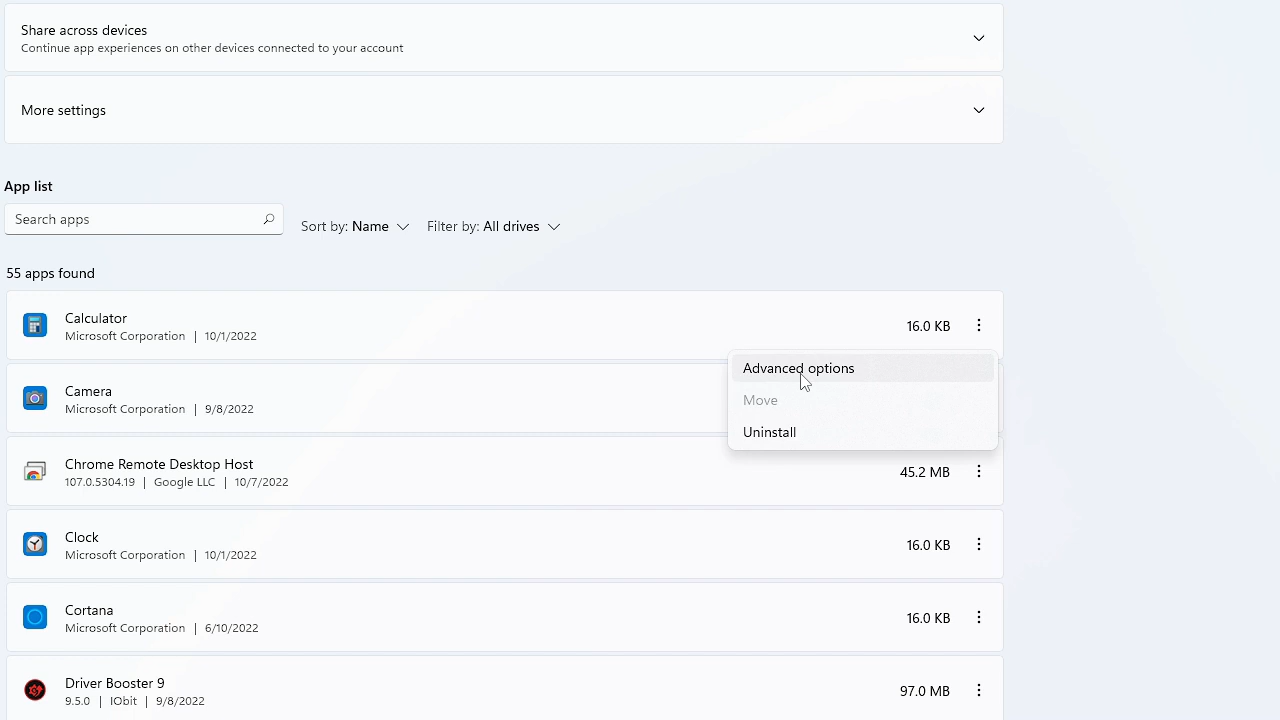 Share across devices
Continue app experiences on other devices connected to your account
More settings
App list
Search apps
Sort by: Name
Filter by: All drives
55 apps found
Calculator
Microsoft Corporation | 10/1/2022
16.0 KB
Advanced options
Move
Uninstall
Camera
Microsoft Corporation | 9/8/2022
Chrome Remote Desktop Host
107.0.5304.19 | Google LLC | 10/7/2022
45.2 MB
Clock
Microsoft Corporation | 10/1/2022
16.0 KB
Cortana
Microsoft Corporation | 6/10/2022
16.0 KB
Driver Booster 9
9.5.0 | IObit | 9/8/2022
97.0 MB